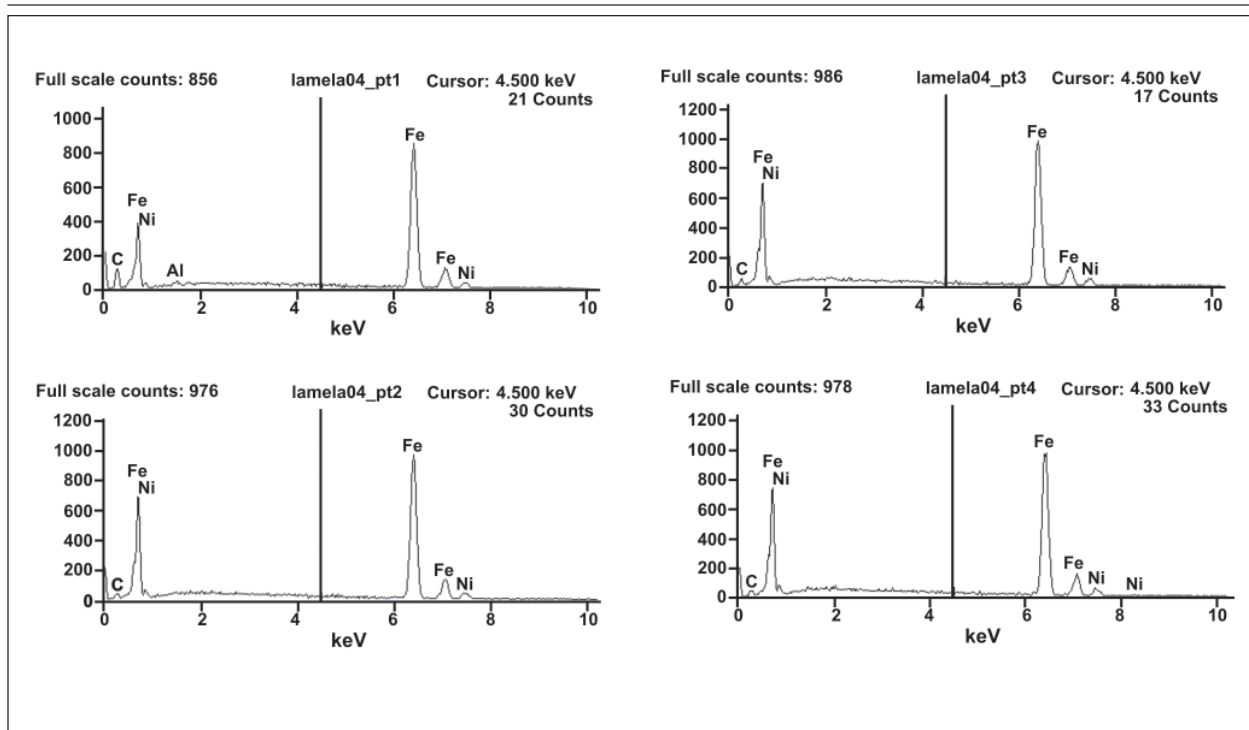 Full scale counts: 856
lamela04_pt1
Cursor: 4.500 keV
21 Counts
1000
800
600
400
200
0
Fe
Ni
C
Al
Fe
Fe
Ni
0 2 4 6 8 10
keV
Full scale counts: 986
lamela04_pt3
Cursor: 4.500 keV
17 Counts
1200
1000
800
600
400
200
0
Fe
Ni
C
Fe
Fe
Ni
0 2 4 6 8 10
keV
Full scale counts: 976
lamela04_pt2
Cursor: 4.500 keV
30 Counts
1200
1000
800
600
400
200
0
Fe
Ni
C
Fe
Fe
Ni
0 2 4 6 8 10
keV
Full scale counts: 978
lamela04_pt4
Cursor: 4.500 keV
33 Counts
1200
1000
800
600
400
200
0
Fe
Ni
C
Fe
Fe
Ni
Ni
0 2 4 6 8 10
keV